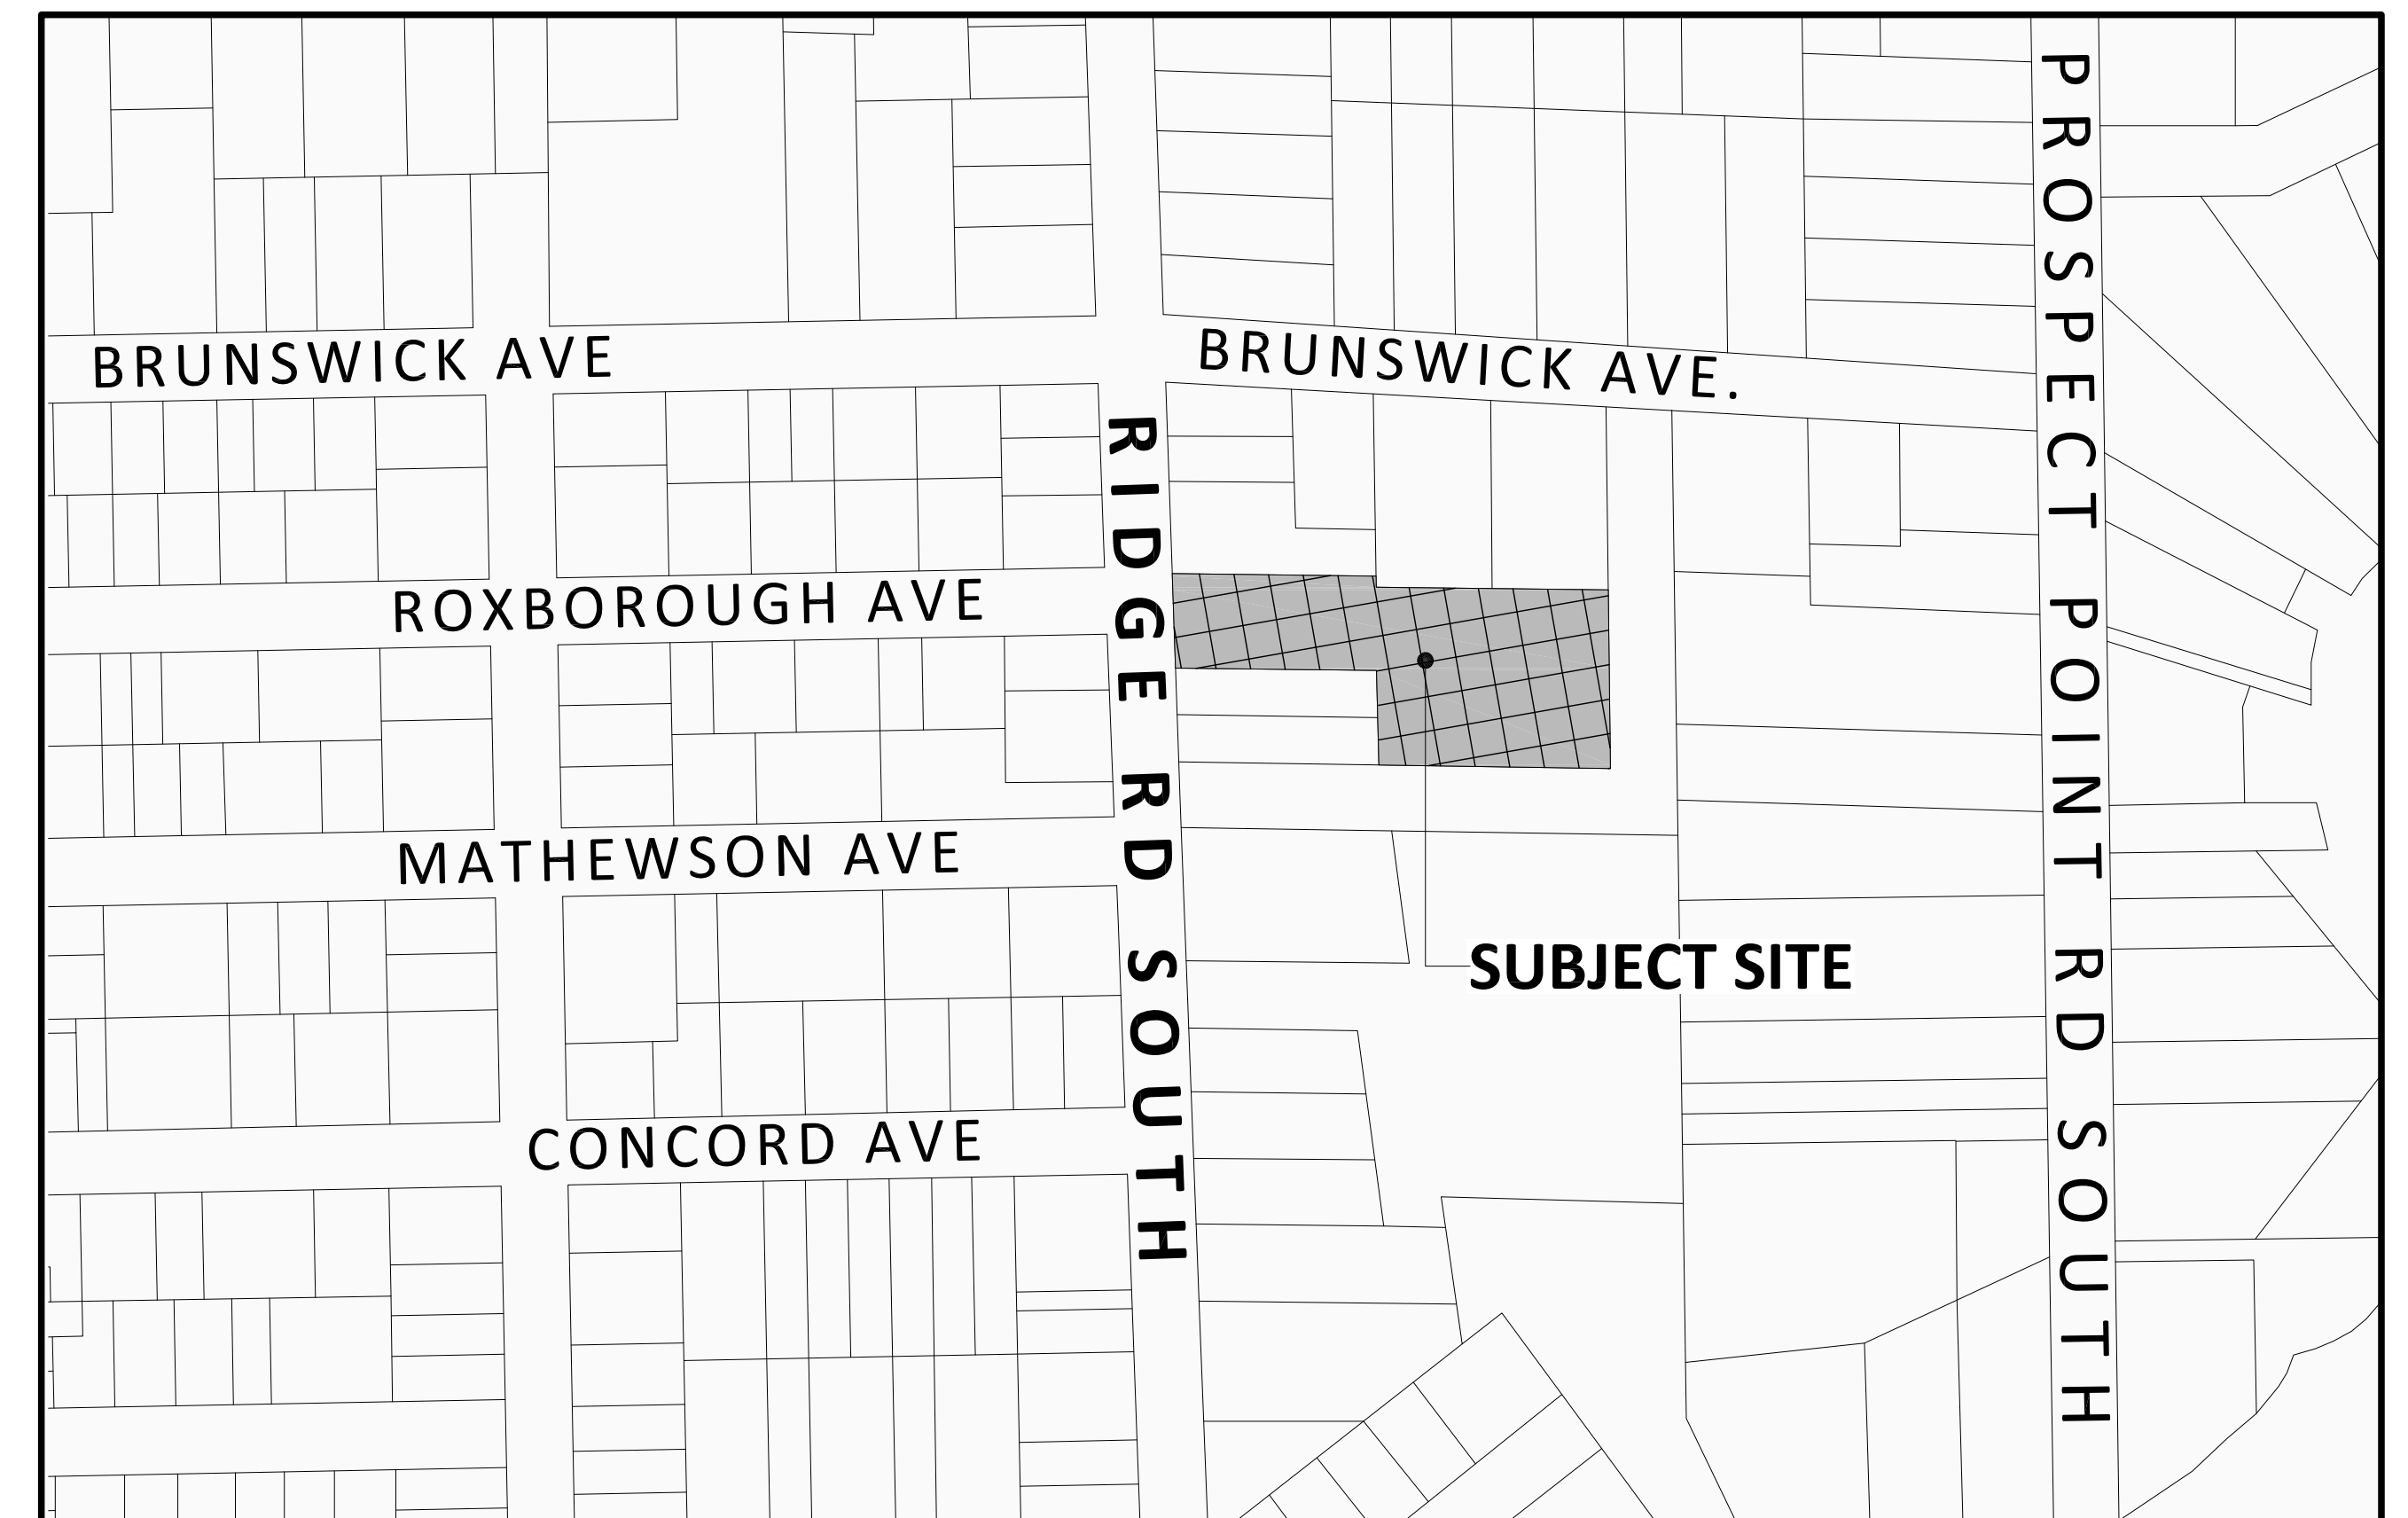 BRUNSWICK AVE
BRUNSWICK AVE.
ROXBOROUGH AVE
MATHEWSON AVE
CONCORD AVE
RIDGE RD SOUTH
PROSPECT POINT RD SOUTH
SUBJECT SITE